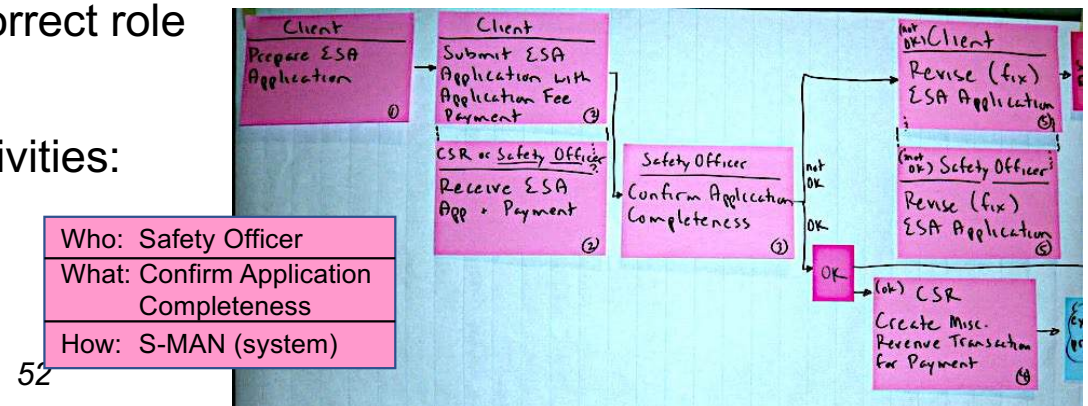 orrect role
ivities:
Who: Safety Officer
What: Confirm Application
Completeness
How: S-MAN (system)
52
Client
Prepare ESA
Application
①
Client
Submit ESA
Application with
Application Fee
Payment
②
CSR or Safety Officer
?
Receive ESA
App + Payment
②
Safety Officer
Confirm Application
Completeness
③
not
OK
OK
OK
(not
OK) Client
Revise (fix)
ESA Application
⑤
(not
OK) Safety Officer
Revise (fix)
ESA Application
⑤
(ok) CSR
Create Misc.
Revenue Transaction
for Payment
④